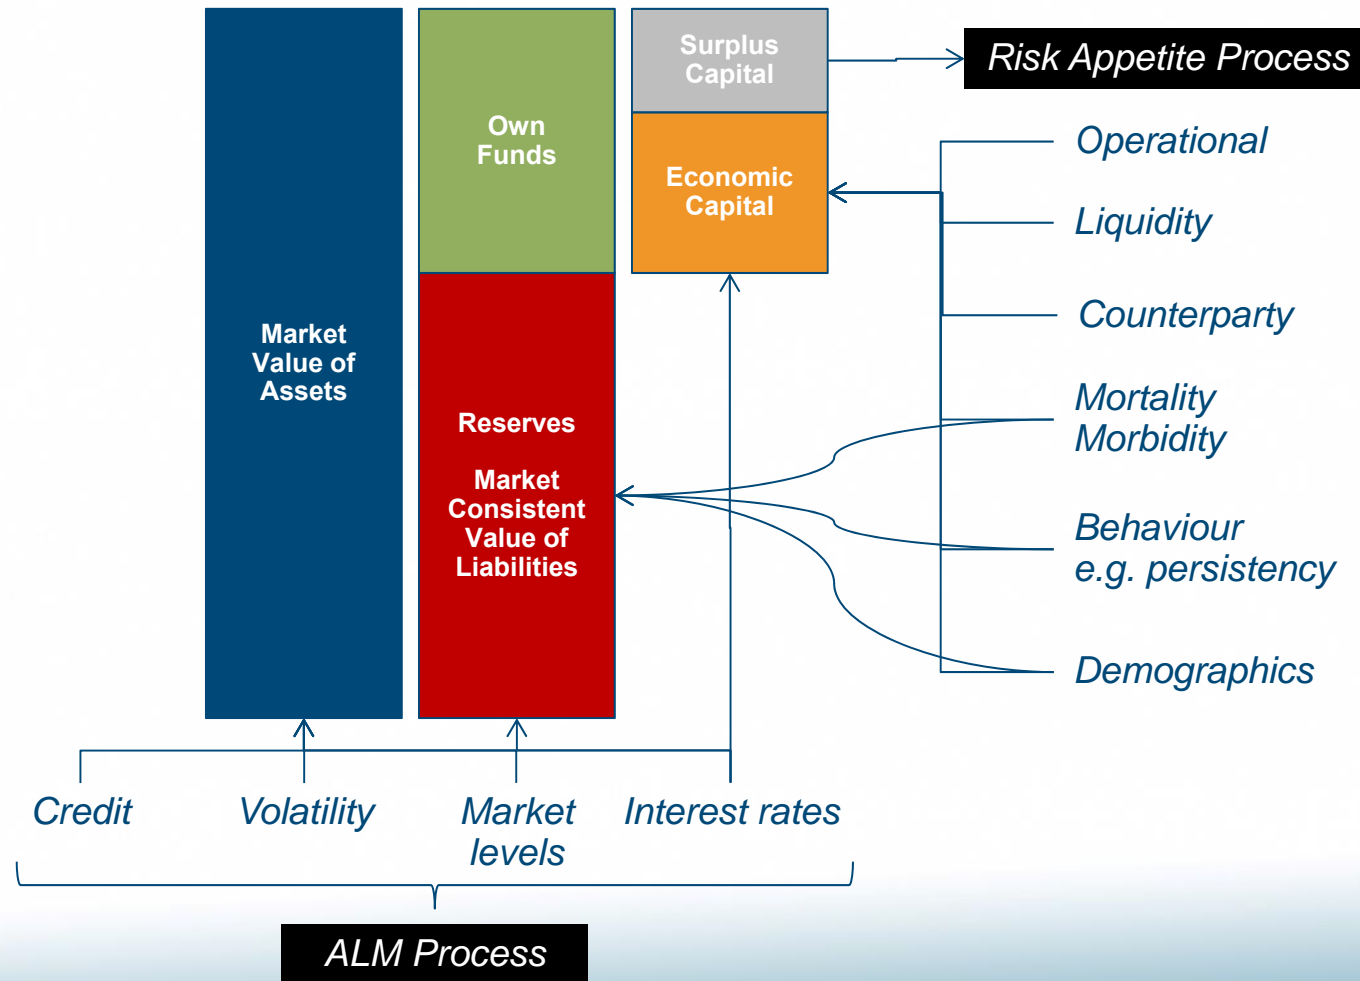 Market
Value of
Assets
Own
Funds
Reserves
Market
Consistent
Value of
Liabilities
Surplus
Capital
Economic
Capital
Risk Appetite Process
Operational
Liquidity
Counterparty
Mortality
Morbidity
Behaviour
e.g. persistency
Demographics
Credit
Volatility
Market
levels
Interest rates
ALM Process